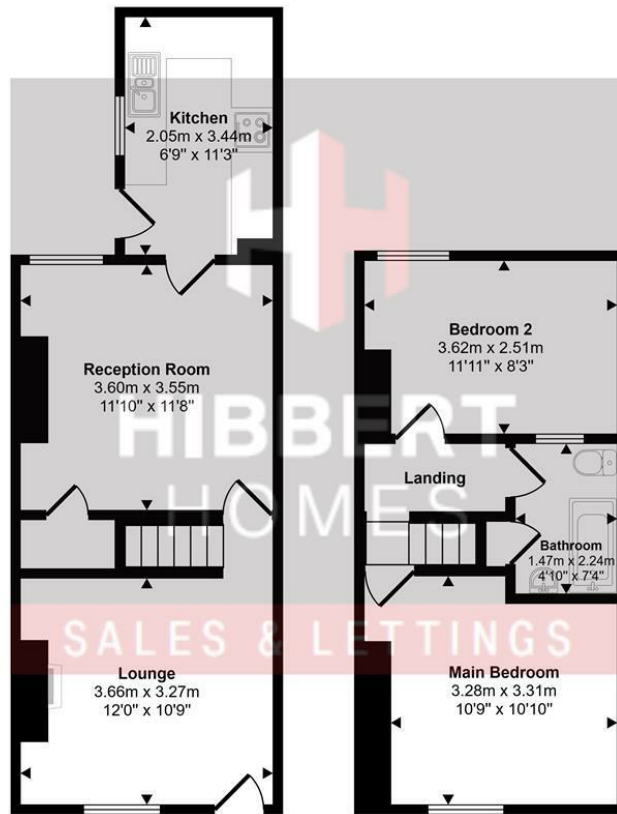 Kitchen
2.05m x 3.44m
6'9" x 11'3"
Reception Room
3.60m x 3.55m
11'10" x 11'8"
Bedroom 2
3.62m x 2.51m
11'11" x 8'3"
HIBBERT
HOMES
Landing
Bathroom
1.47m x 2.24m
4'10" x 7'4"
SALES & LETTINGS
Lounge
3.66m x 3.27m
12'0" x 10'9"
Main Bedroom
3.28m x 3.31m
10'9" x 10'10"